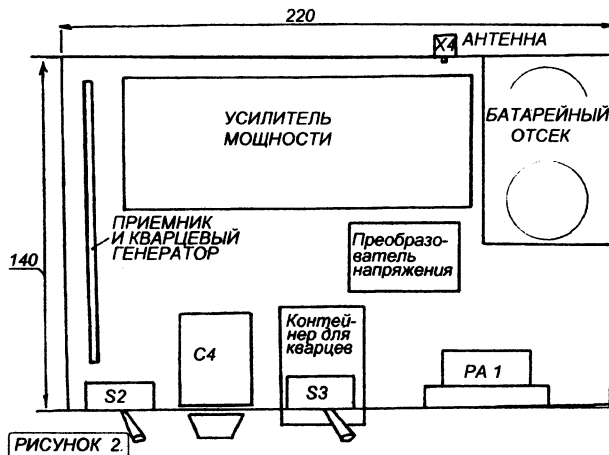 220
X4 АНТЕННА
УСИЛИТЕЛЬ
МОЩНОСТИ
БАТАРЕЙНЫЙ
ОТСЕК
ПРИЕМНИК
И КВАРЦЕВЫЙ
ГЕНЕРАТОР
Преобразо-
ватель
напряжения
140
Контей-
нер для
кварцев
C4
PA 1
S2
S3
РИСУНОК 2.